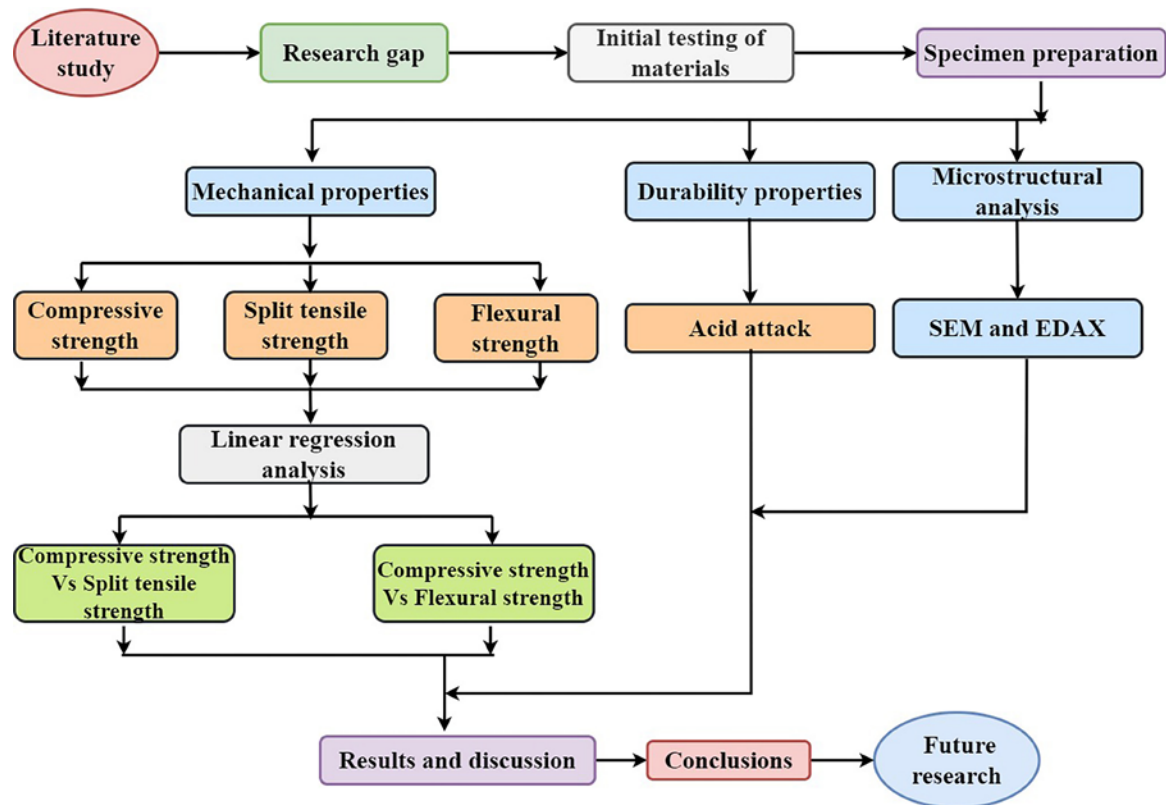 Literature
study
Research gap
Initial testing of
materials
Specimen preparation
Mechanical properties
Durability properties
Microstructural
analysis
Compressive
strength
Split tensile
strength
Flexural
strength
Acid attack
SEM and EDAX
Linear regression
analysis
Compressive strength
Vs Split tensile
strength
Compressive strength
Vs Flexural strength
Results and discussion
Conclusions
Future
research